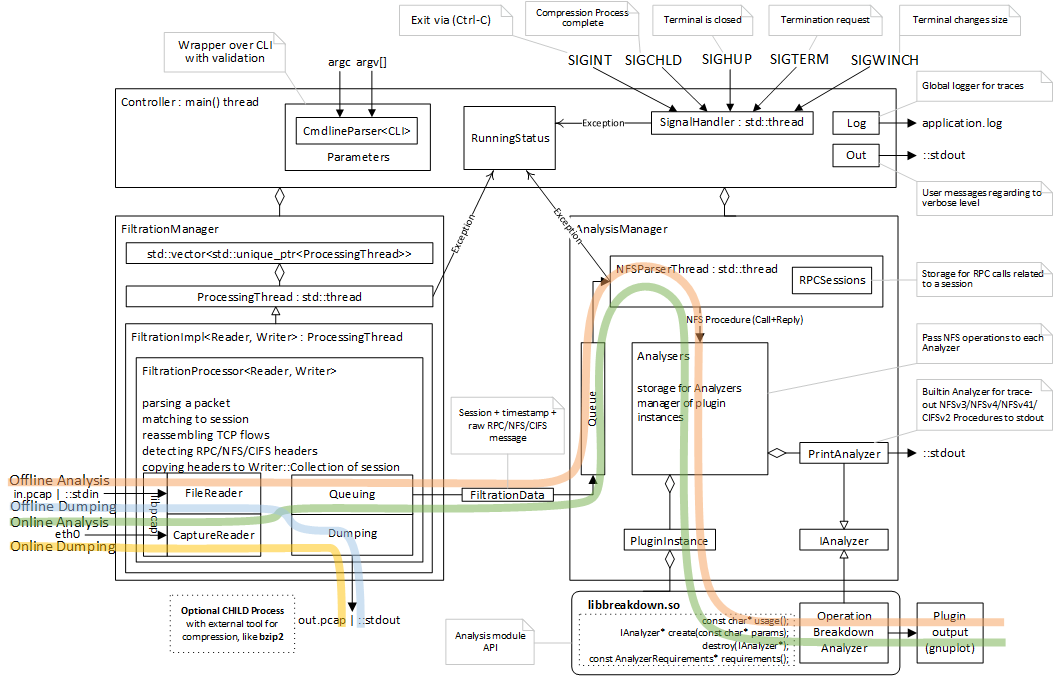 Exit via (Ctrl-C)
Compression Process
complete
Terminal is closed
Termination request
Terminal changes size
Wrapper over CLI
with validation
SIGINT
SIGCHLD
SIGHUP
SIGTERM
SIGWINCH
argc argv[]
Global logger for traces
Controller : main() thread
CmdlineParser<CLI>
Parameters
RunningStatus
Exception
SignalHandler : std::thread
Log
application.log
Out
::stdout
User messages regarding to
verbose level
FiltrationManager
std::vector<std::unique_ptr<ProcessingThread>>
ProcessingThread : std::thread
Exception
Exception
AnalysisManager
NFSParserThread : std::thread
RPCSessions
Storage for RPC calls related
to a session
FiltrationImpl<Reader, Writer> : ProcessingThread
FiltrationProcessor<Reader, Writer>
parsing a packet
matching to session
reassembling TCP flows
detecting RPC/NFS/CIFS headers
copying headers to Writer::Collection of session
NFS Procedure (Call+Reply)
Analysers
storage for Analyzers
manager of plugin
instances
Pass NFS operations to each
Analyzer
Builtin Analyzer for trace-
out NFSv3/NFSv4/NFSv41/
CIFSv2 Procedures to stdout
Queue
Session + timestamp +
raw RPC/NFS/CIFS
message
PrintAnalyzer
::stdout
Offline Analysis
in.pcap | ::stdin
Offline Dumping
Online Analysis
eth0
Online Dumping
libpcap
FileReader
CaptureReader
Queuing
Dumping
FiltrationData
PluginInstance
IAnalyzer
Optional CHILD Process
with external tool for
compression, like bzip2
out.pcap | ::stdout
Analysis module
API
libbreakdown.so
const char* usage();
IAnalyzer* create(const char* params);
destroy(IAnalyzer*);
const AnalyzerRequirements* requirements();
Operation
Breakdown
Analyzer
Plugin
output
(gnuplot)